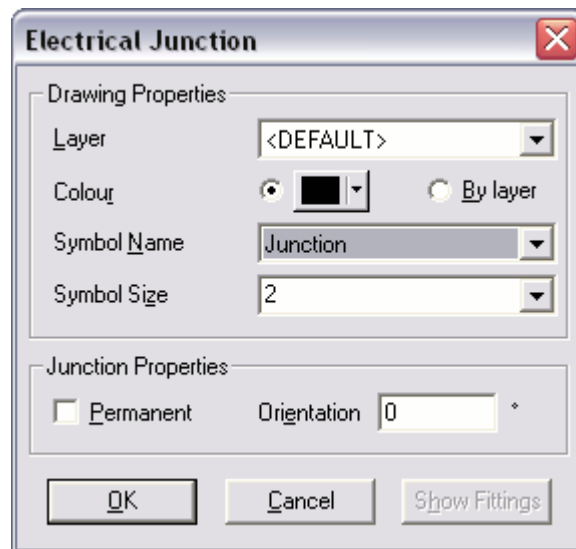 Electrical Junction
Drawing Properties
Layer <DEFAULT>
Colour By layer
Symbol Name Junction
Symbol Size 2
Junction Properties
Permanent Orientation 0 °
OK Cancel Show Fittings